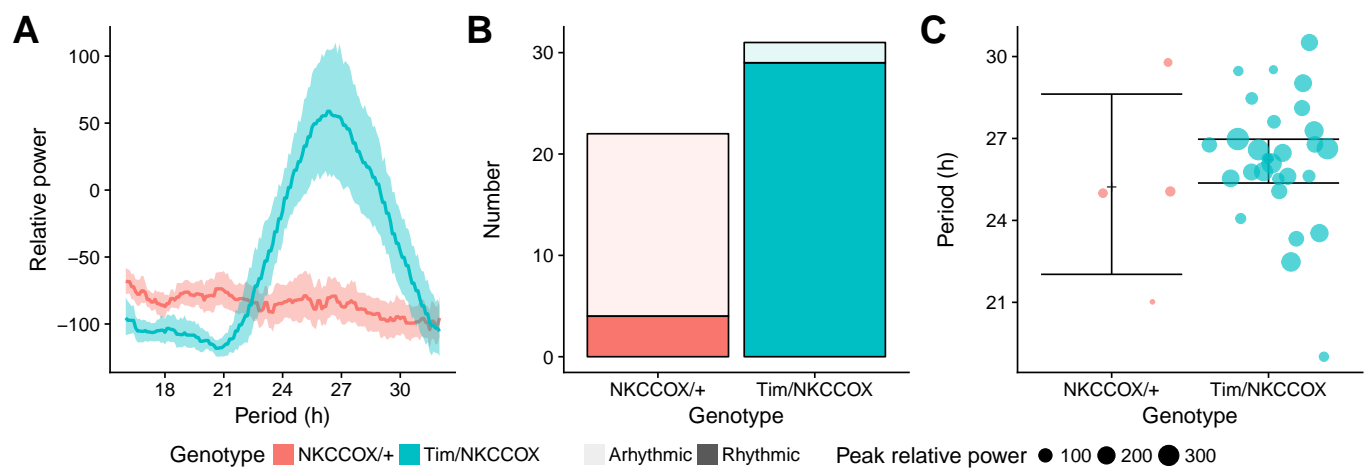 A
B
C
Relative power
100
50
0
−50
−100
18
21
24
27
30
Period (h)
Number
30
20
10
0
NKCCOX/+
Tim/NKCCOX
Genotype
Period (h)
30
27
24
21
NKCCOX/+
Tim/NKCCOX
Genotype
Genotype NKCCOX/+ Tim/NKCCOX Arhythmic Rhythmic Peak relative power 100 200 300